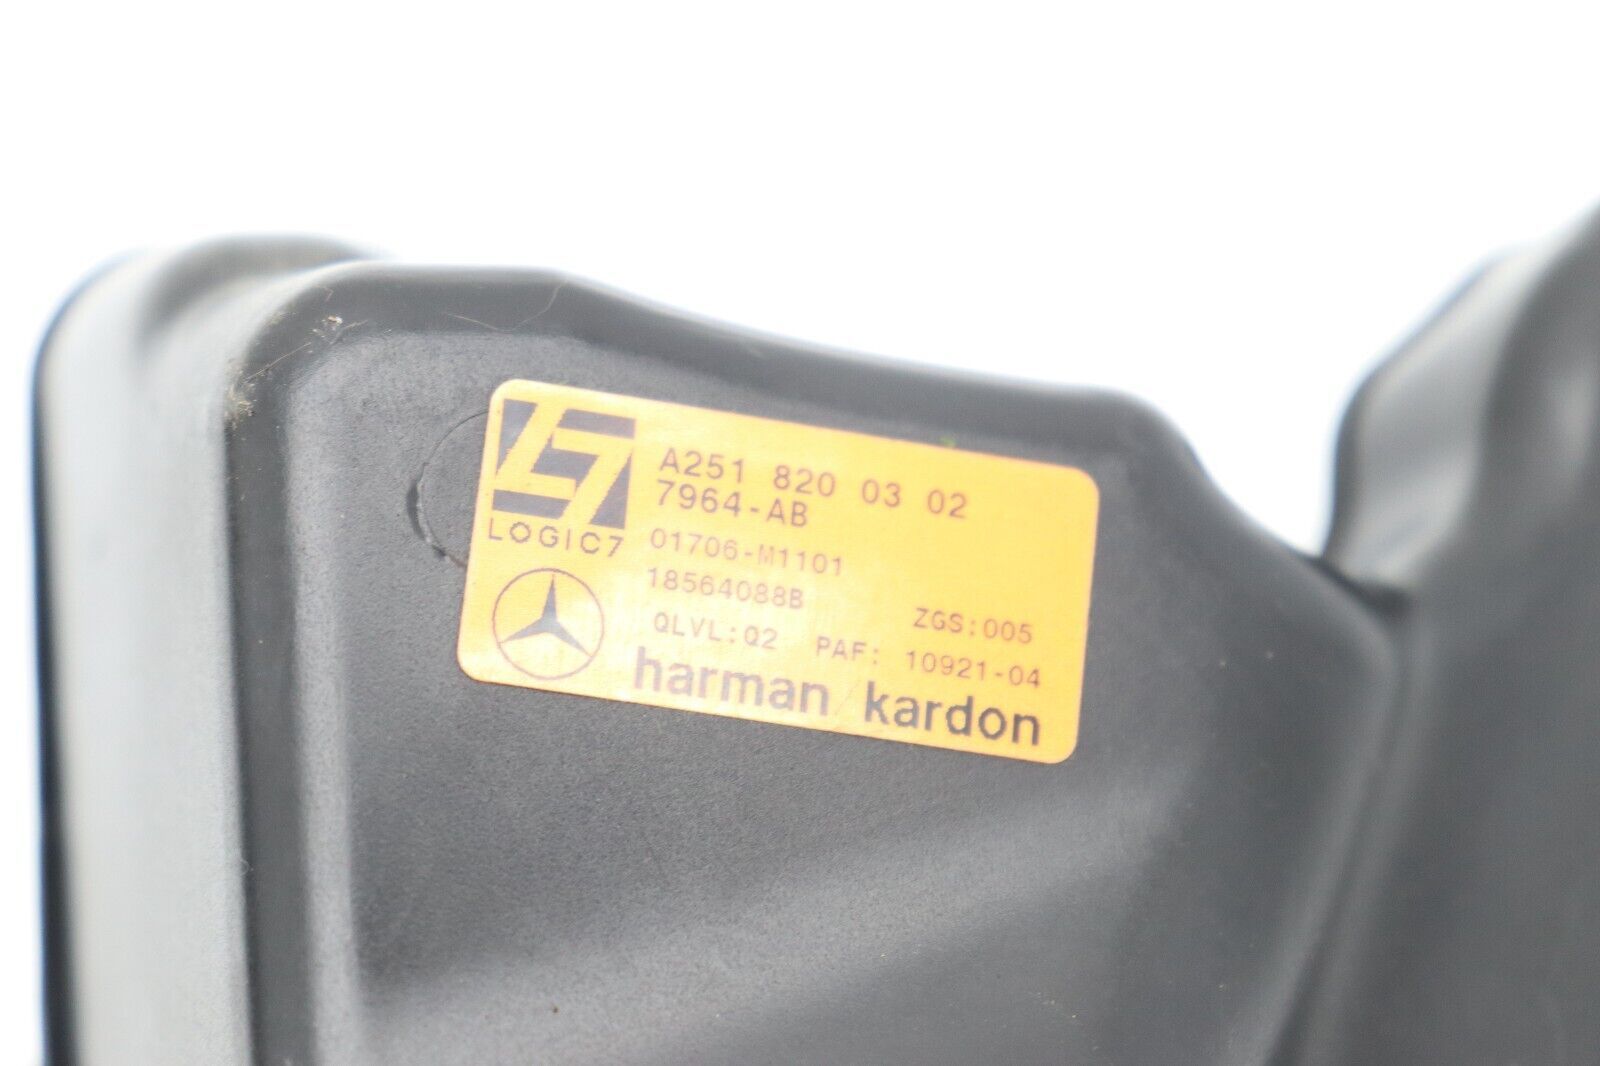 LOGIC7
A251 820 03 02
7964-AB
01706-M1101
18564088B
ZGS:005
QLVL:Q2 PAF: 10921-04
harman/kardon